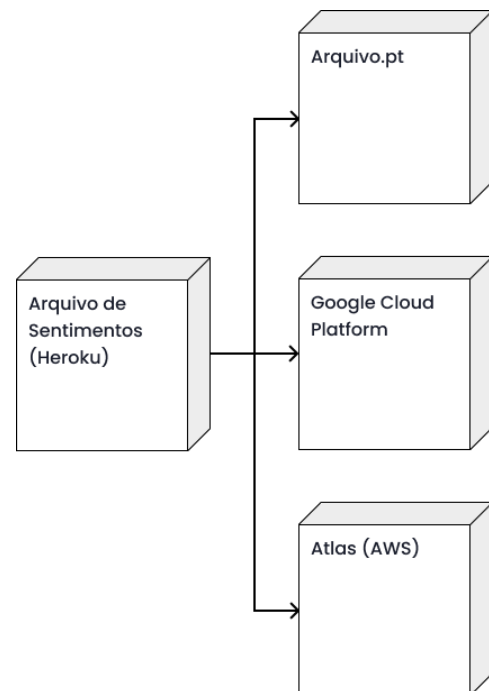 Arquivo.pt
Arquivo de
Sentimentos
(Heroku)
Google Cloud
Platform
Atlas (AWS)